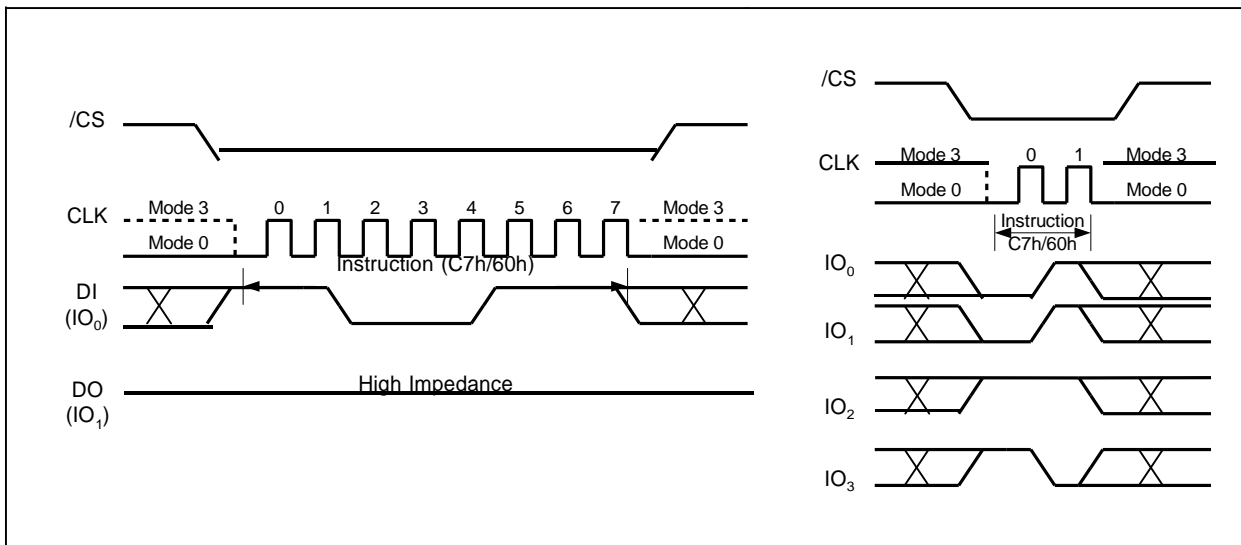 /CS
CLK
Mode 3
Mode 0
0 1 2 3 4 5 6 7
Mode 3
Mode 0
Instruction (C7h/60h)
DI
(IO0)
DO
(IO1)
High Impedance
/CS
CLK
Mode 3
Mode 0
0 1
Mode 3
Mode 0
Instruction
C7h/60h
IO0
IO1
IO2
IO3